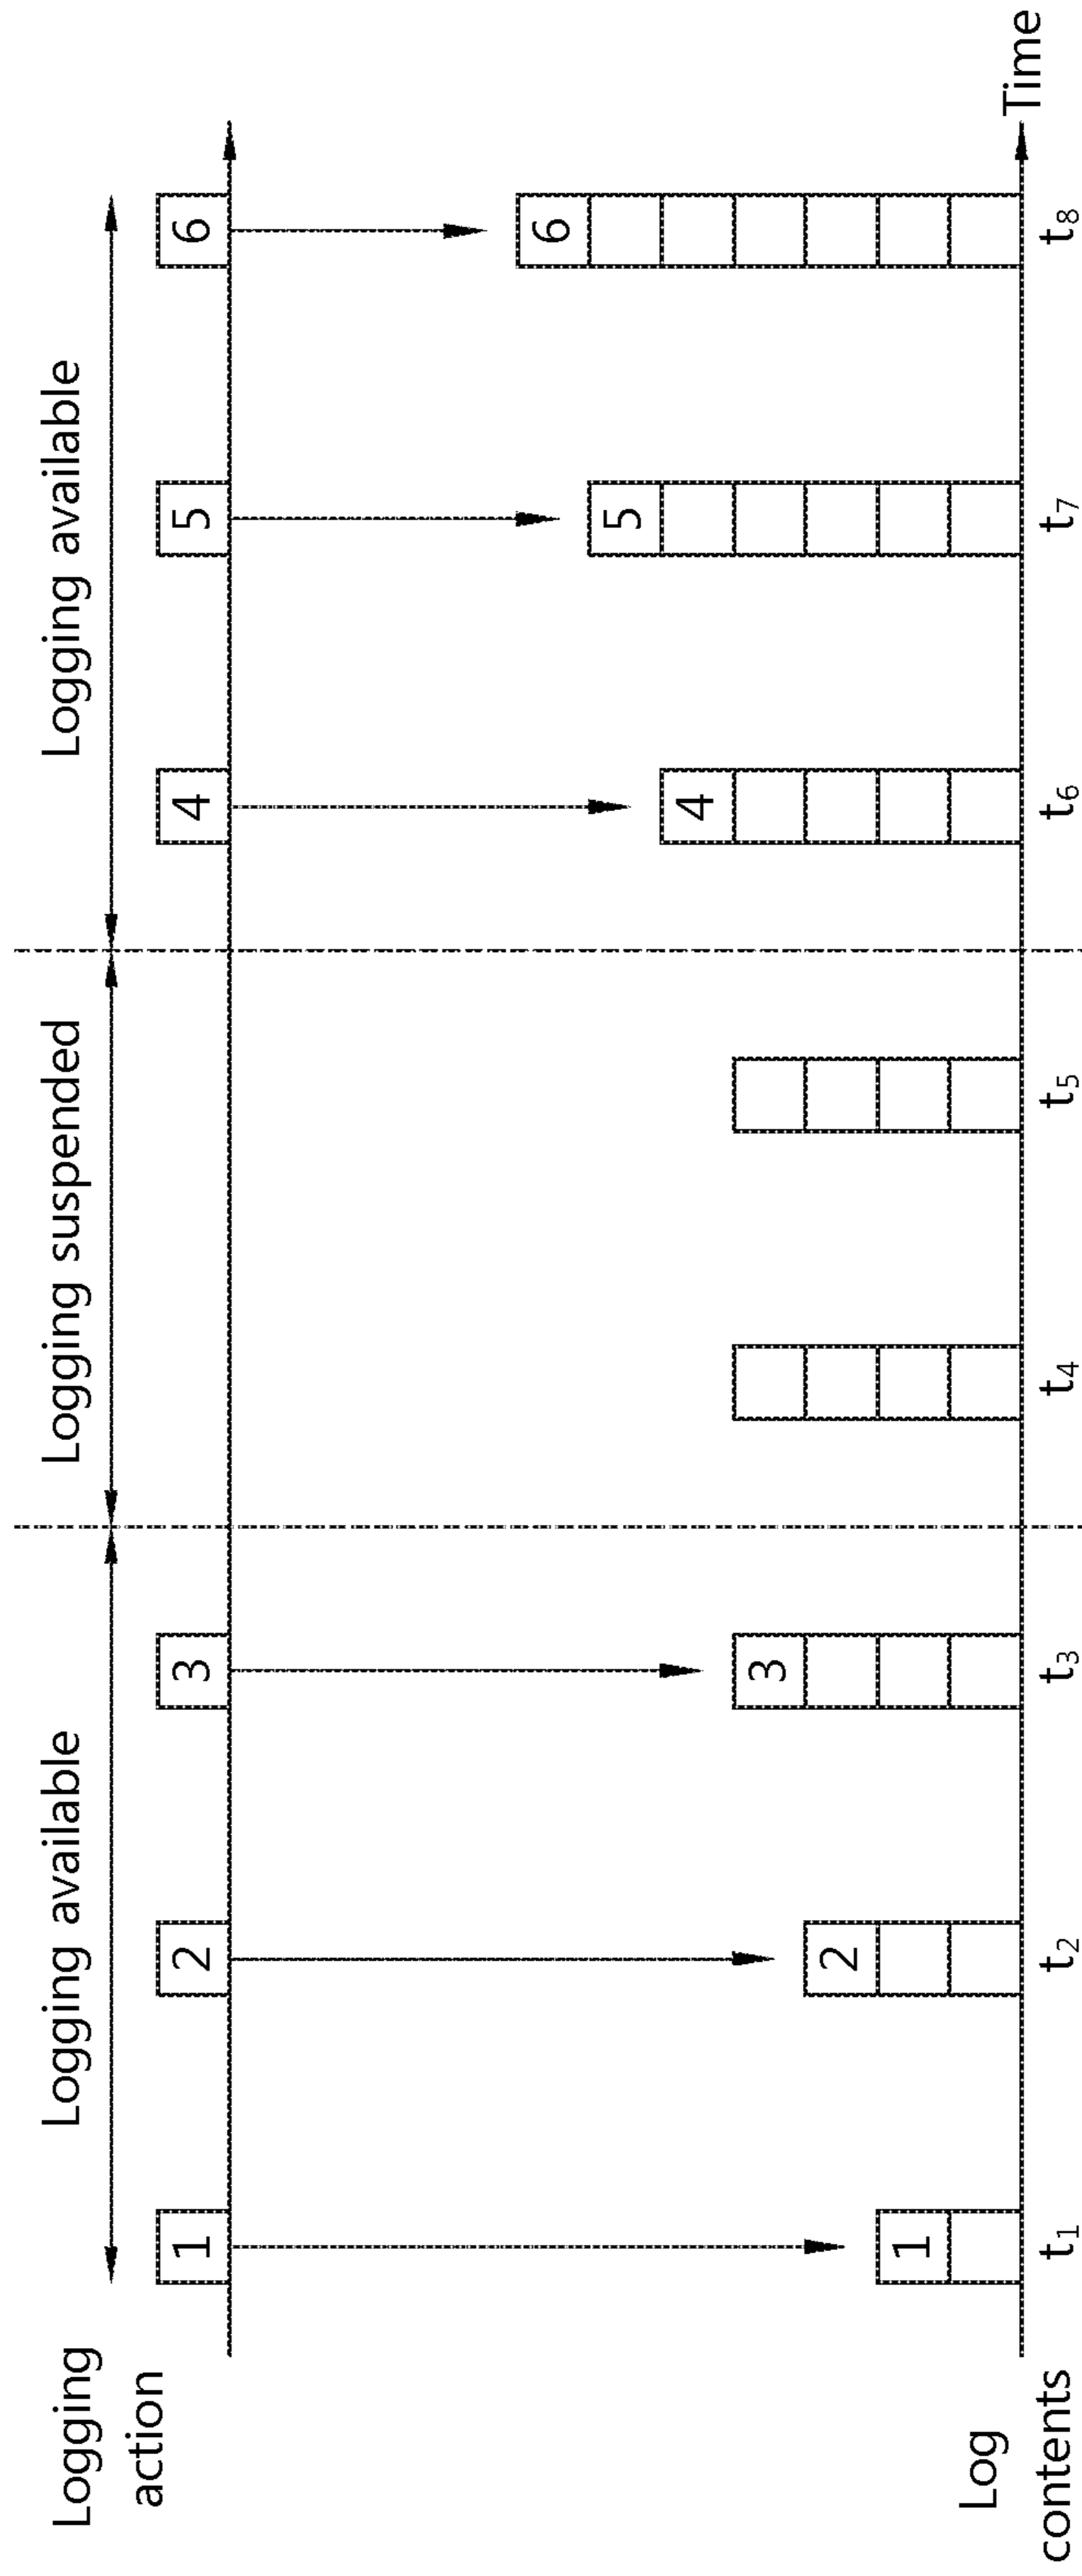 Logging available
Logging suspended
Logging available
Logging
action
1
2
3
4
5
6
1
2
3
4
5
6
Log
contents
t1
t2
t3
t4
t5
t6
t7
t8
Time